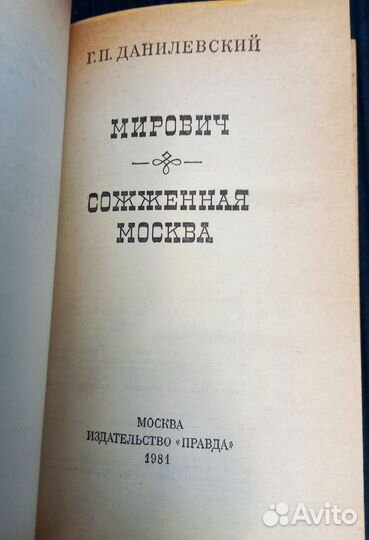 Г.П. ДАНИЛЕВСКИЙ
МИРОВИЧ
СОЖЖЕННАЯ
МОСКВА
МОСКВА
ИЗДАТЕЛЬСТВО «ПРАВДА»
1981
Avito